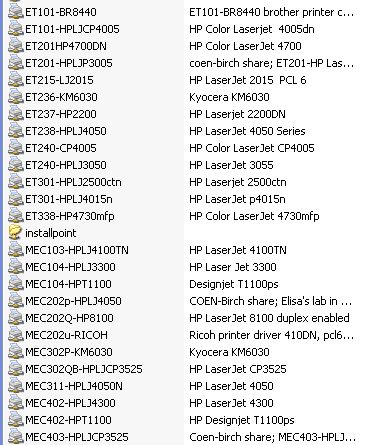 ET101-BR8440 ET101-BR8440 brother printer c...
ET101-HPLJCP4005 HP Color Laserjet 4005dn
ET201HP4700DN HP Color LaserJet 4700
ET201-HPLJP3005 coen-birch share; ET201-HP Las...
ET215-LJ2015 HP LaserJet 2015 PCL 6
ET236-KM6030 Kyocera KM6030
ET237-HP2200 HP Laserjet 2200DN
ET238-HPLJ4050 HP LaserJet 4050 Series
ET240-CP4005 HP Color LaserJet CP4005
ET240-HPLJ3050 HP LaserJet 3055
ET301-HPLJ2500ctn HP Laserjet 2500ctn
ET301-HPLJ4015n HP LaserJet p4015n
ET338-HP4730mfp HP Color Laserjet 4730mfp
installpoint
MEC103-HPLJ4100TN HP LaserJet 4100TN
MEC104-HPLJ3300 HP Laser Jet 3300
MEC104-HPT1100 Designjet T1100ps
MEC202p-HPLJ4050 COEN-Birch share; Elisa's lab in ...
MEC202Q-HP8100 HP LaserJet 8100 duplex enabled
MEC202u-RICOH Ricoh printer driver 410DN, pcl6...
MEC302P-KM6030 Kyocera KM6030
MEC302QB-HPLJCP3525 HP LaserJet CP3525
MEC311-HPLJ4050N HP LaserJet 4050
MEC402-HPLJ4300 HP LaserJet 4300
MEC402-HPT1100 HP Designjet T1100ps
MEC403-HPLJCP3525 Coen-Birch share; MEC403-HPLJ...